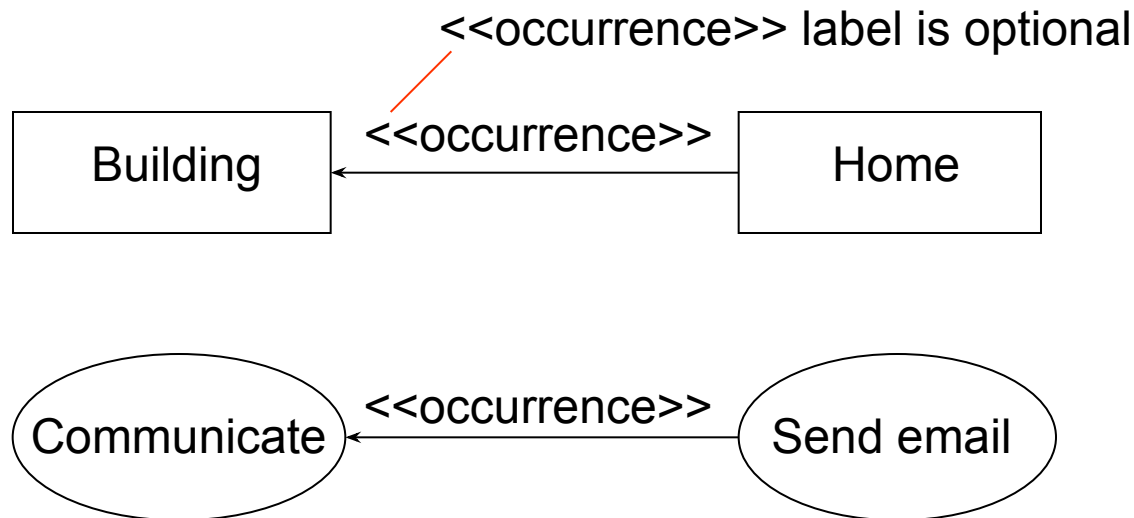 <<occurrence>> label is optional
<<occurrence>>
Building
Home
<<occurrence>>
Communicate
Send email